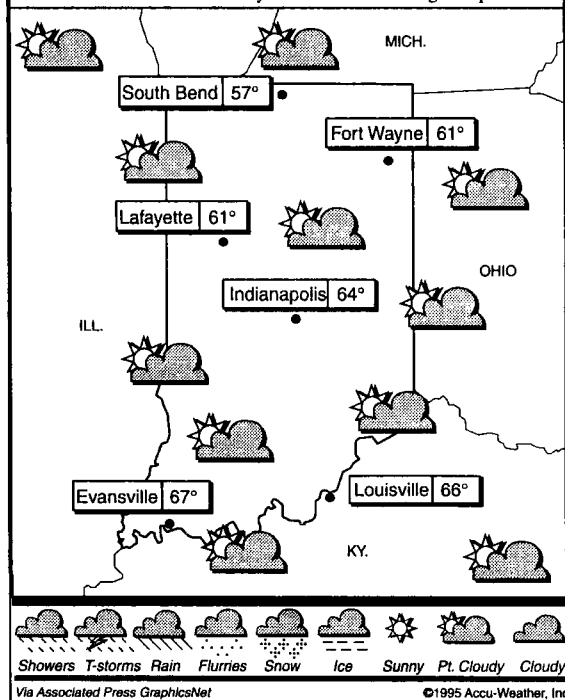 MICH.
South Bend 57°
Fort Wayne 61°
Lafayette 61°
OHIO
Indianapolis 64°
ILL.
Evansville 67°
Louisville 66°
KY.
Showers T-storms Rain Flurries Snow Ice Sunny Pt. Cloudy Cloudy
Via Associated Press GraphicsNet ©1995 Accu-Weather, Inc